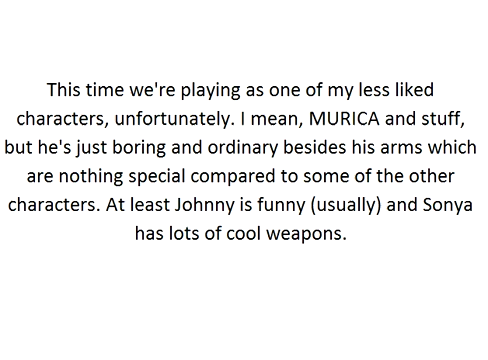 This time we're playing as one of my less liked
characters, unfortunately. I mean, MURICA and stuff,
but he's just boring and ordinary besides his arms which
are nothing special compared to some of the other
characters. At least Johnny is funny (usually) and Sonya
has lots of cool weapons.